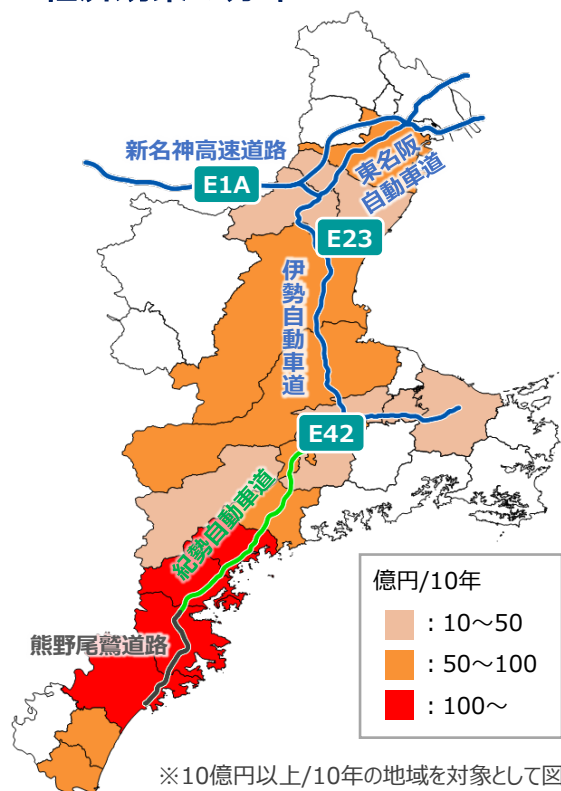 新名神高速道路
E1A
東名阪
自動車道
E23
伊勢自動車道
E42
紀勢自動車道
熊野尾鷲道路
億円/10年
：10～50
：50～100
：100～
※10億円以上/10年の地域を対象として図